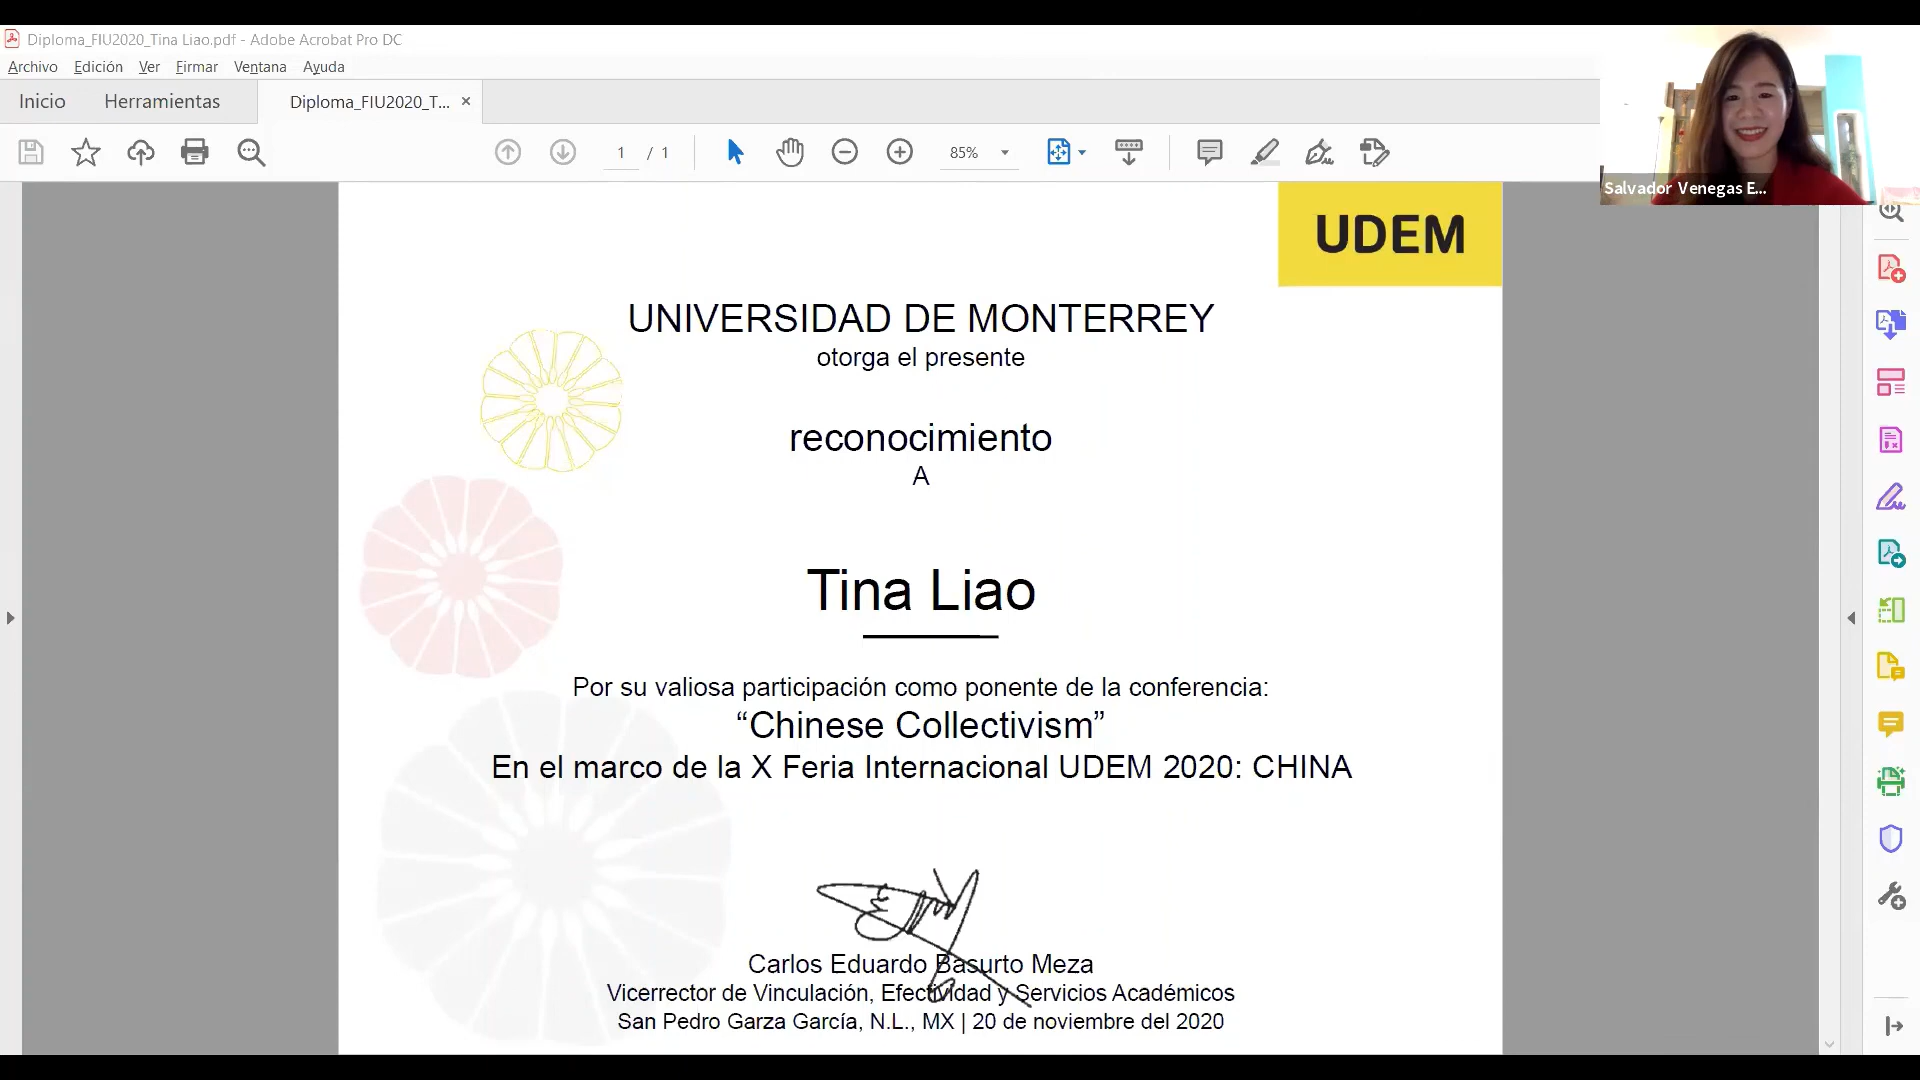 Diploma_FIU2020_Tina Liao.pdf - Adobe Acrobat Pro DC
Archivo Edición Ver Firmar Ventana Ayuda
Inicio Herramientas Diploma_FIU2020_T... ×
1 / 1 85%
Salvador Venegas E...
UDEM
UNIVERSIDAD DE MONTERREY
otorga el presente
reconocimiento
A
Tina Liao
Por su valiosa participación como ponente de la conferencia:
“Chinese Collectivism”
En el marco de la X Feria Internacional UDEM 2020: CHINA
Carlos Eduardo Basurto Meza
Vicerrector de Vinculación, Efectividad y Servicios Académicos
San Pedro Garza García, N.L., MX | 20 de noviembre del 2020